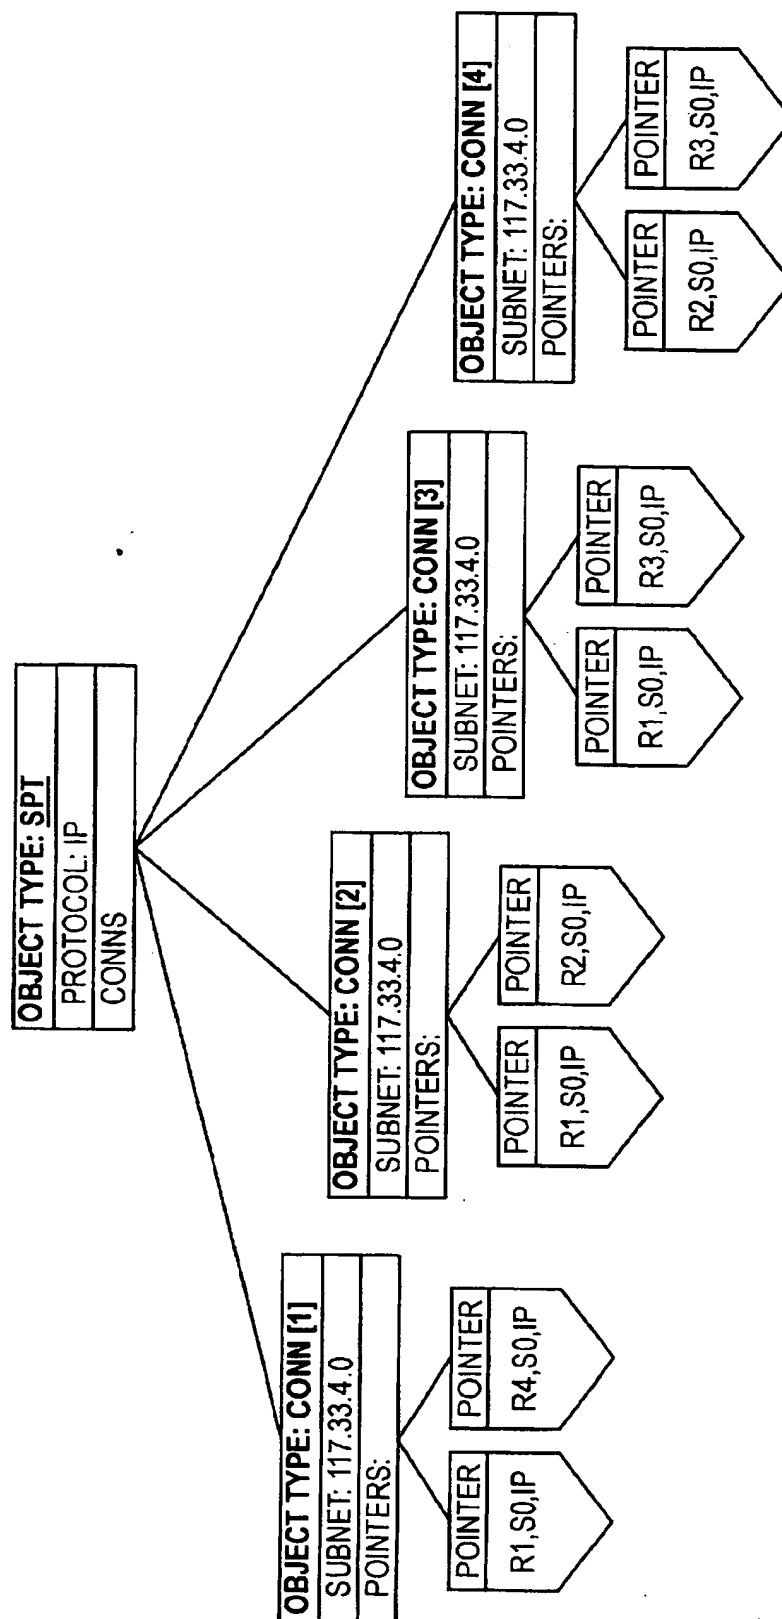 OBJECT TYPE: SPT
PROTOCOL: IP
CONNS
OBJECT TYPE: CONN [1]
SUBNET: 117.33.4.0
POINTERS:
POINTER
R1,S0,IP
POINTER
R4,S0,IP
OBJECT TYPE: CONN [2]
SUBNET: 117.33.4.0
POINTERS:
POINTER
R1,S0,IP
POINTER
R2,S0,IP
OBJECT TYPE: CONN [3]
SUBNET: 117.33.4.0
POINTERS:
POINTER
R1,S0,IP
POINTER
R3,S0,IP
OBJECT TYPE: CONN [4]
SUBNET: 117.33.4.0
POINTERS:
POINTER
R2,S0,IP
POINTER
R3,S0,IP